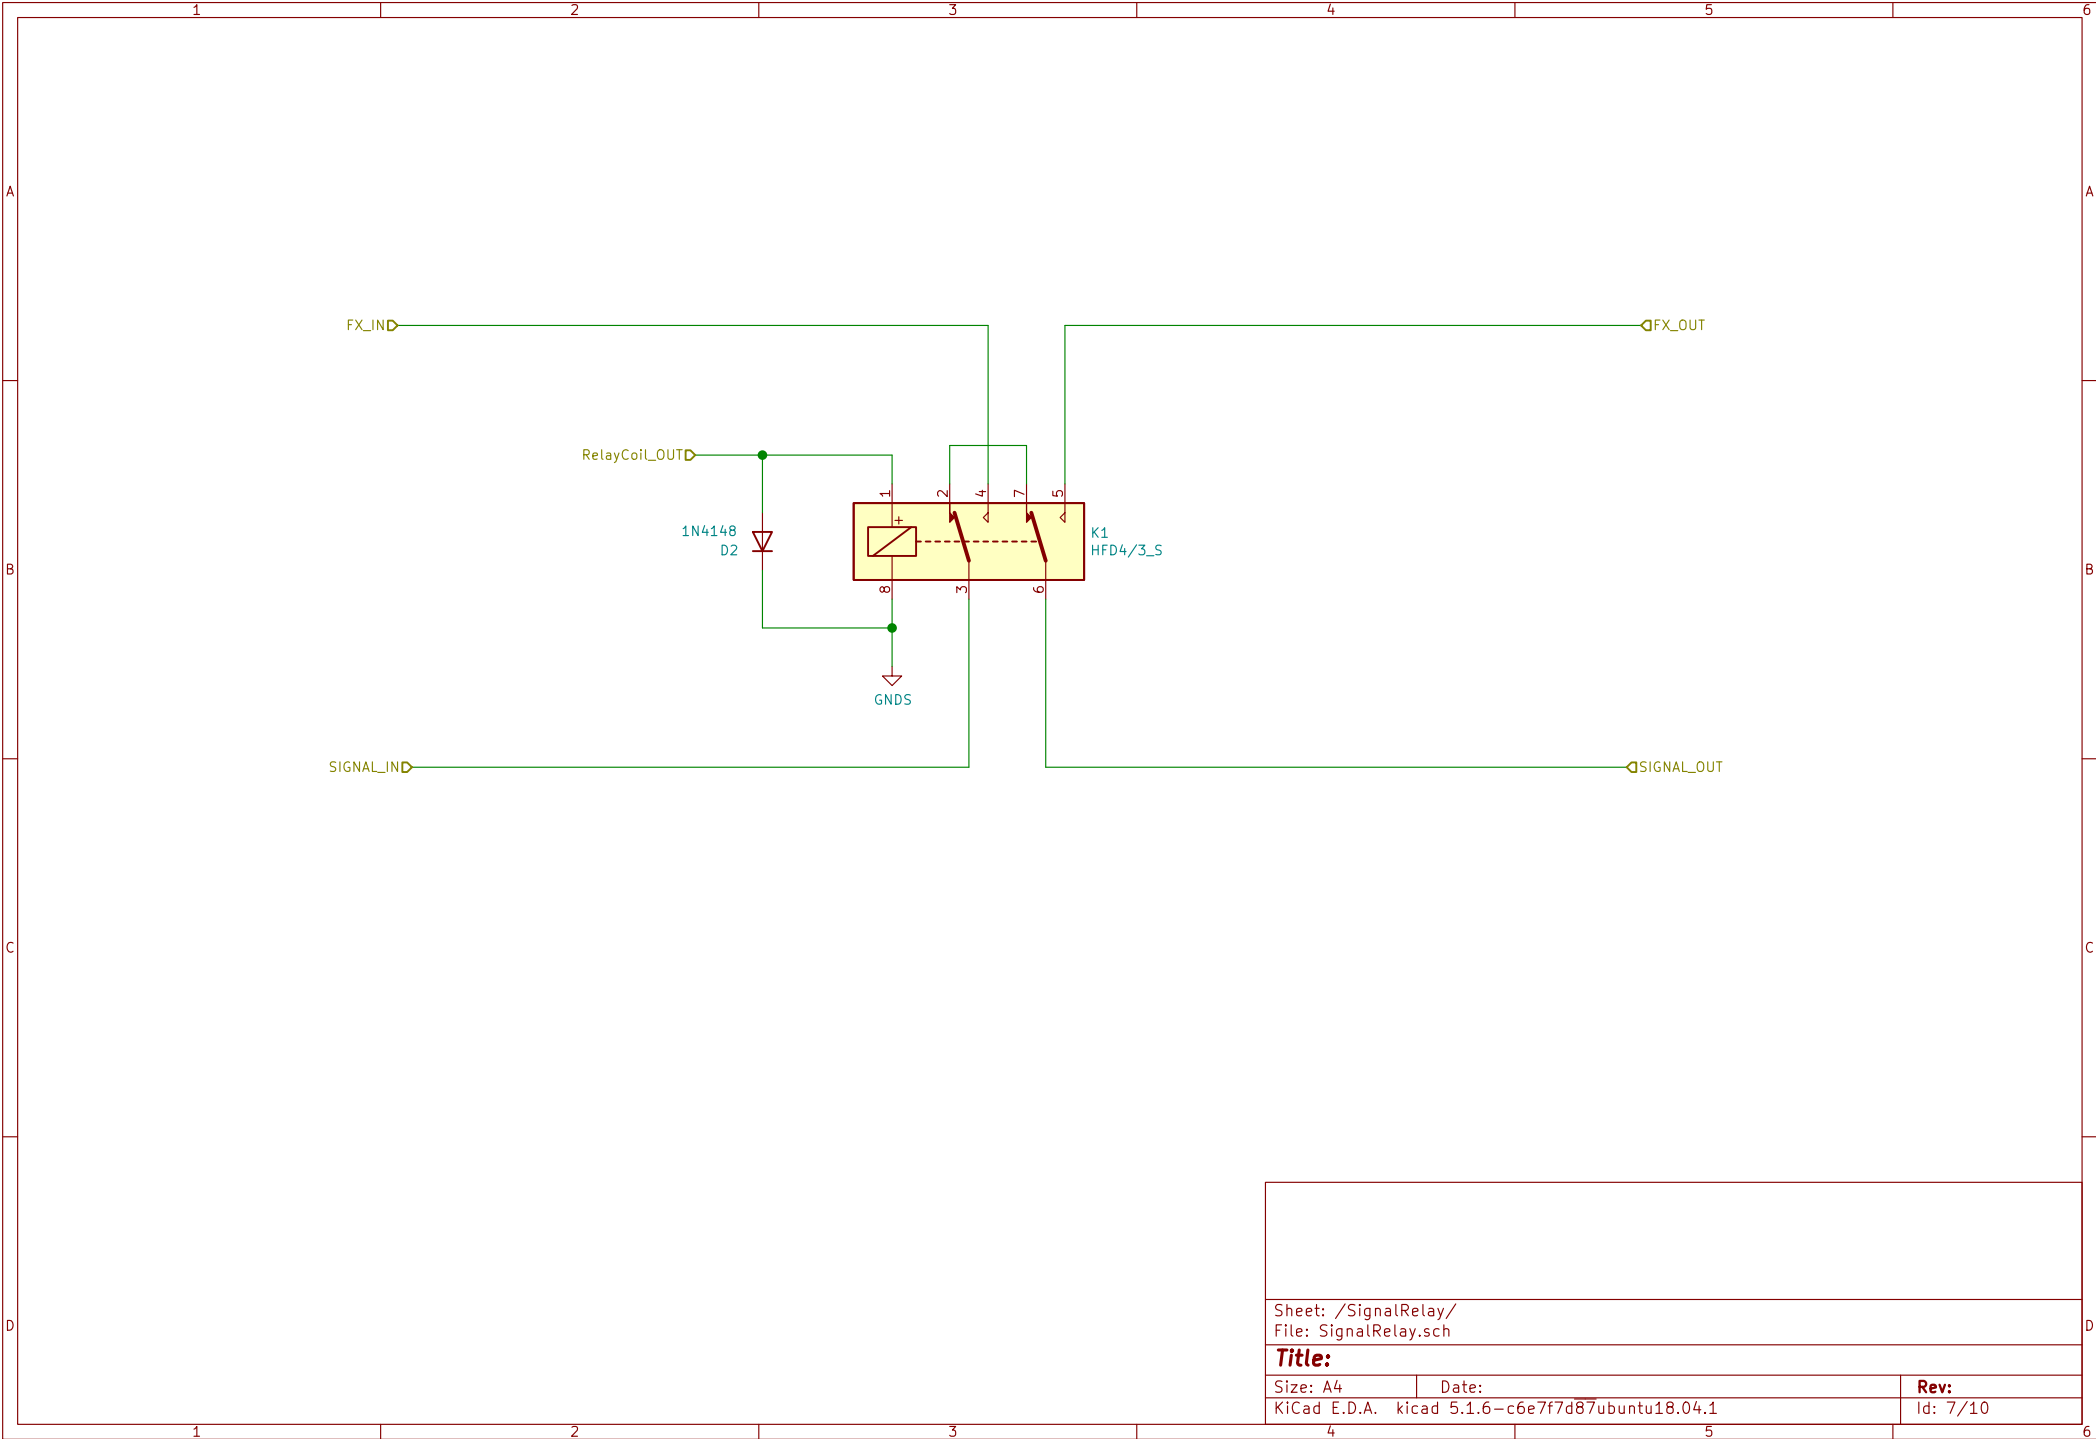 1 2 3 4 5 6
A A
FX_IN FX_OUT
RelayCoil_OUT
1 2 4 7 5
+
1N4148
D2
K1
HFD4/3_S
B B
8 3 6
GNDS
SIGNAL_IN SIGNAL_OUT
C C
Sheet: /SignalRelay/
File: SignalRelay.sch
D D
Title:
Size: A4 Date: Rev:
KiCad E.D.A. kicad 5.1.6-c6e7f7d87ubuntu18.04.1 Id: 7/10
1 2 3 4 5 6